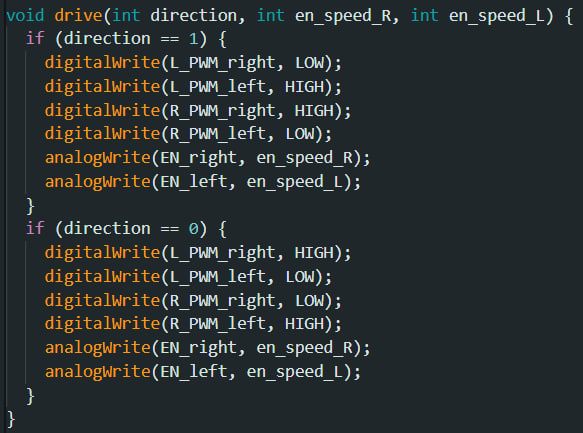 void drive(int direction, int en_speed_R, int en_speed_L) {
  if (direction == 1) {
    digitalWrite(L_PWM_right, LOW);
    digitalWrite(L_PWM_left, HIGH);
    digitalWrite(R_PWM_right, HIGH);
    digitalWrite(R_PWM_left, LOW);
    analogWrite(EN_right, en_speed_R);
    analogWrite(EN_left, en_speed_L);
  }
  if (direction == 0) {
    digitalWrite(L_PWM_right, HIGH);
    digitalWrite(L_PWM_left, LOW);
    digitalWrite(R_PWM_right, LOW);
    digitalWrite(R_PWM_left, HIGH);
    analogWrite(EN_right, en_speed_R);
    analogWrite(EN_left, en_speed_L);
  }
}